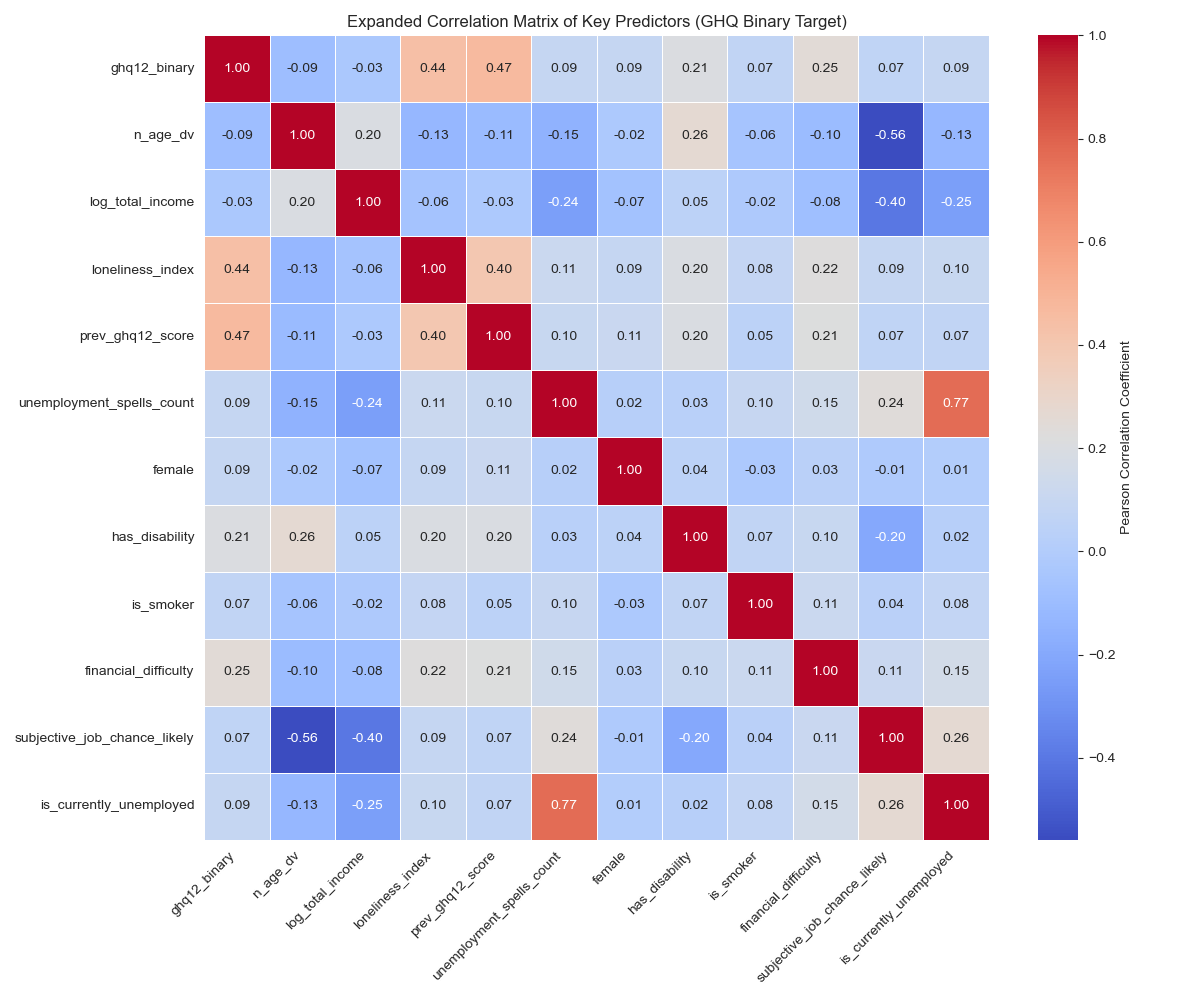 Expanded Correlation Matrix of Key Predictors (GHQ Binary Target)
ghq12_binary 1.00 -0.09 -0.03 0.44 0.47 0.09 0.09 0.21 0.07 0.25 0.07 0.09
n_age_dv -0.09 1.00 0.20 -0.13 -0.11 -0.15 -0.02 0.26 -0.06 -0.10 -0.56 -0.13
log_total_income -0.03 0.20 1.00 -0.06 -0.03 -0.24 -0.07 0.05 -0.02 -0.08 -0.40 -0.25
loneliness_index 0.44 -0.13 -0.06 1.00 0.40 0.11 0.09 0.20 0.08 0.22 0.09 0.10
prev_ghq12_score 0.47 -0.11 -0.03 0.40 1.00 0.10 0.11 0.20 0.05 0.21 0.07 0.07
unemployment_spells_count 0.09 -0.15 -0.24 0.11 0.10 1.00 0.02 0.03 0.10 0.15 0.24 0.77
female 0.09 -0.02 -0.07 0.09 0.11 0.02 1.00 0.04 -0.03 0.03 -0.01 0.01
has_disability 0.21 0.26 0.05 0.20 0.20 0.03 0.04 1.00 0.07 0.10 -0.20 0.02
is_smoker 0.07 -0.06 -0.02 0.08 0.05 0.10 -0.03 0.07 1.00 0.11 0.04 0.08
financial_difficulty 0.25 -0.10 -0.08 0.22 0.21 0.15 0.03 0.10 0.11 1.00 0.11 0.15
subjective_job_chance_likely 0.07 -0.56 -0.40 0.09 0.07 0.24 -0.01 -0.20 0.04 0.11 1.00 0.26
is_currently_unemployed 0.09 -0.13 -0.25 0.10 0.07 0.77 0.01 0.02 0.08 0.15 0.26 1.00
ghq12_binary
n_age_dv
log_total_income
loneliness_index
prev_ghq12_score
unemployment_spells_count
female
has_disability
is_smoker
financial_difficulty
subjective_job_chance_likely
is_currently_unemployed
1.0
0.8
0.6
0.4
0.2
0.0
−0.2
−0.4
Pearson Correlation Coefficient